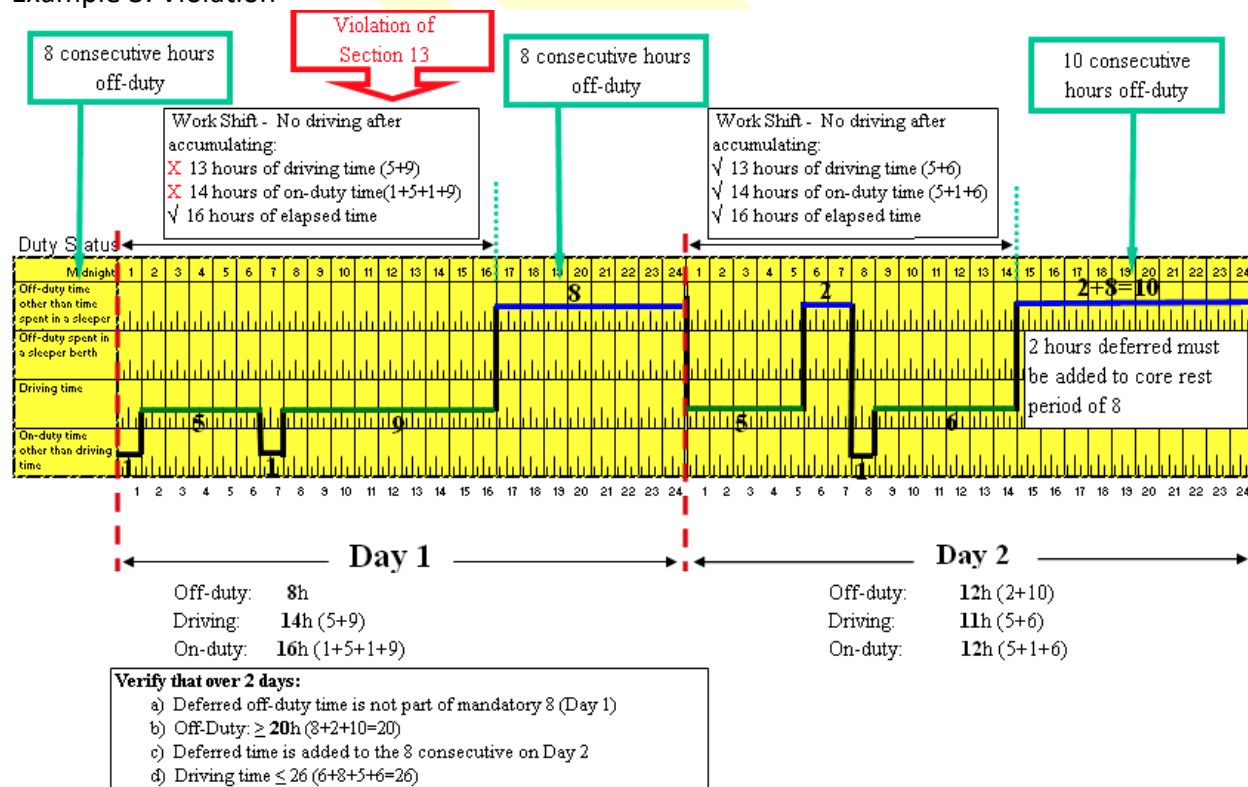 Example 3: Violation
Violation of
Section 13
8 consecutive hours
off-duty
8 consecutive hours
off-duty
10 consecutive
hours off-duty
Work Shift - No driving after
accumulating:
X 13 hours of driving time (5+9)
X 14 hours of on-duty time(1+5+1+9)
√ 16 hours of elapsed time
Work Shift - No driving after
accumulating:
√ 13 hours of driving time (5+6)
√ 14 hours of on-duty time (5+1+6)
√ 16 hours of elapsed time
Duty Status
Midnight 1 2 3 4 5 6 7 8 9 10 11 12 13 14 15 16 17 18 19 20 21 22 23 24 1 2 3 4 5 6 7 8 9 10 11 12 13 14 15 16 17 18 19 20 21 22 23 24
Off-duty time
other than time
spent in a sleeper
8
2
2+8=10
Off-duty spent in
a sleeper berth
2 hours deferred must
be added to core rest
period of 8
Driving time
5
9
5
6
On-duty time
other than driving
time
1
1
1
1 2 3 4 5 6 7 8 9 10 11 12 13 14 15 16 17 18 19 20 21 22 23 24 1 2 3 4 5 6 7 8 9 10 11 12 13 14 15 16 17 18 19 20 21 22 23 24
Day 1
Day 2
Off-duty: 8h
Driving: 14h (5+9)
On-duty: 16h (1+5+1+9)
Off-duty: 12h (2+10)
Driving: 11h (5+6)
On-duty: 12h (5+1+6)
Verify that over 2 days:
a) Deferred off-duty time is not part of mandatory 8 (Day 1)
b) Off-Duty: ≥ 20h (8+2+10=20)
c) Deferred time is added to the 8 consecutive on Day 2
d) Driving time ≤ 26 (6+8+5+6=26)